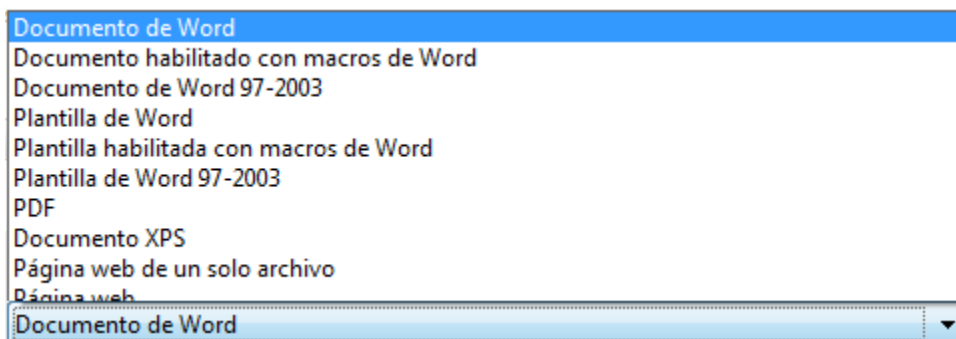 Documento de Word
Documento habilitado con macros de Word
Documento de Word 97-2003
Plantilla de Word
Plantilla habilitada con macros de Word
Plantilla de Word 97-2003
PDF
Documento XPS
Página web de un solo archivo
Página web
Documento de Word